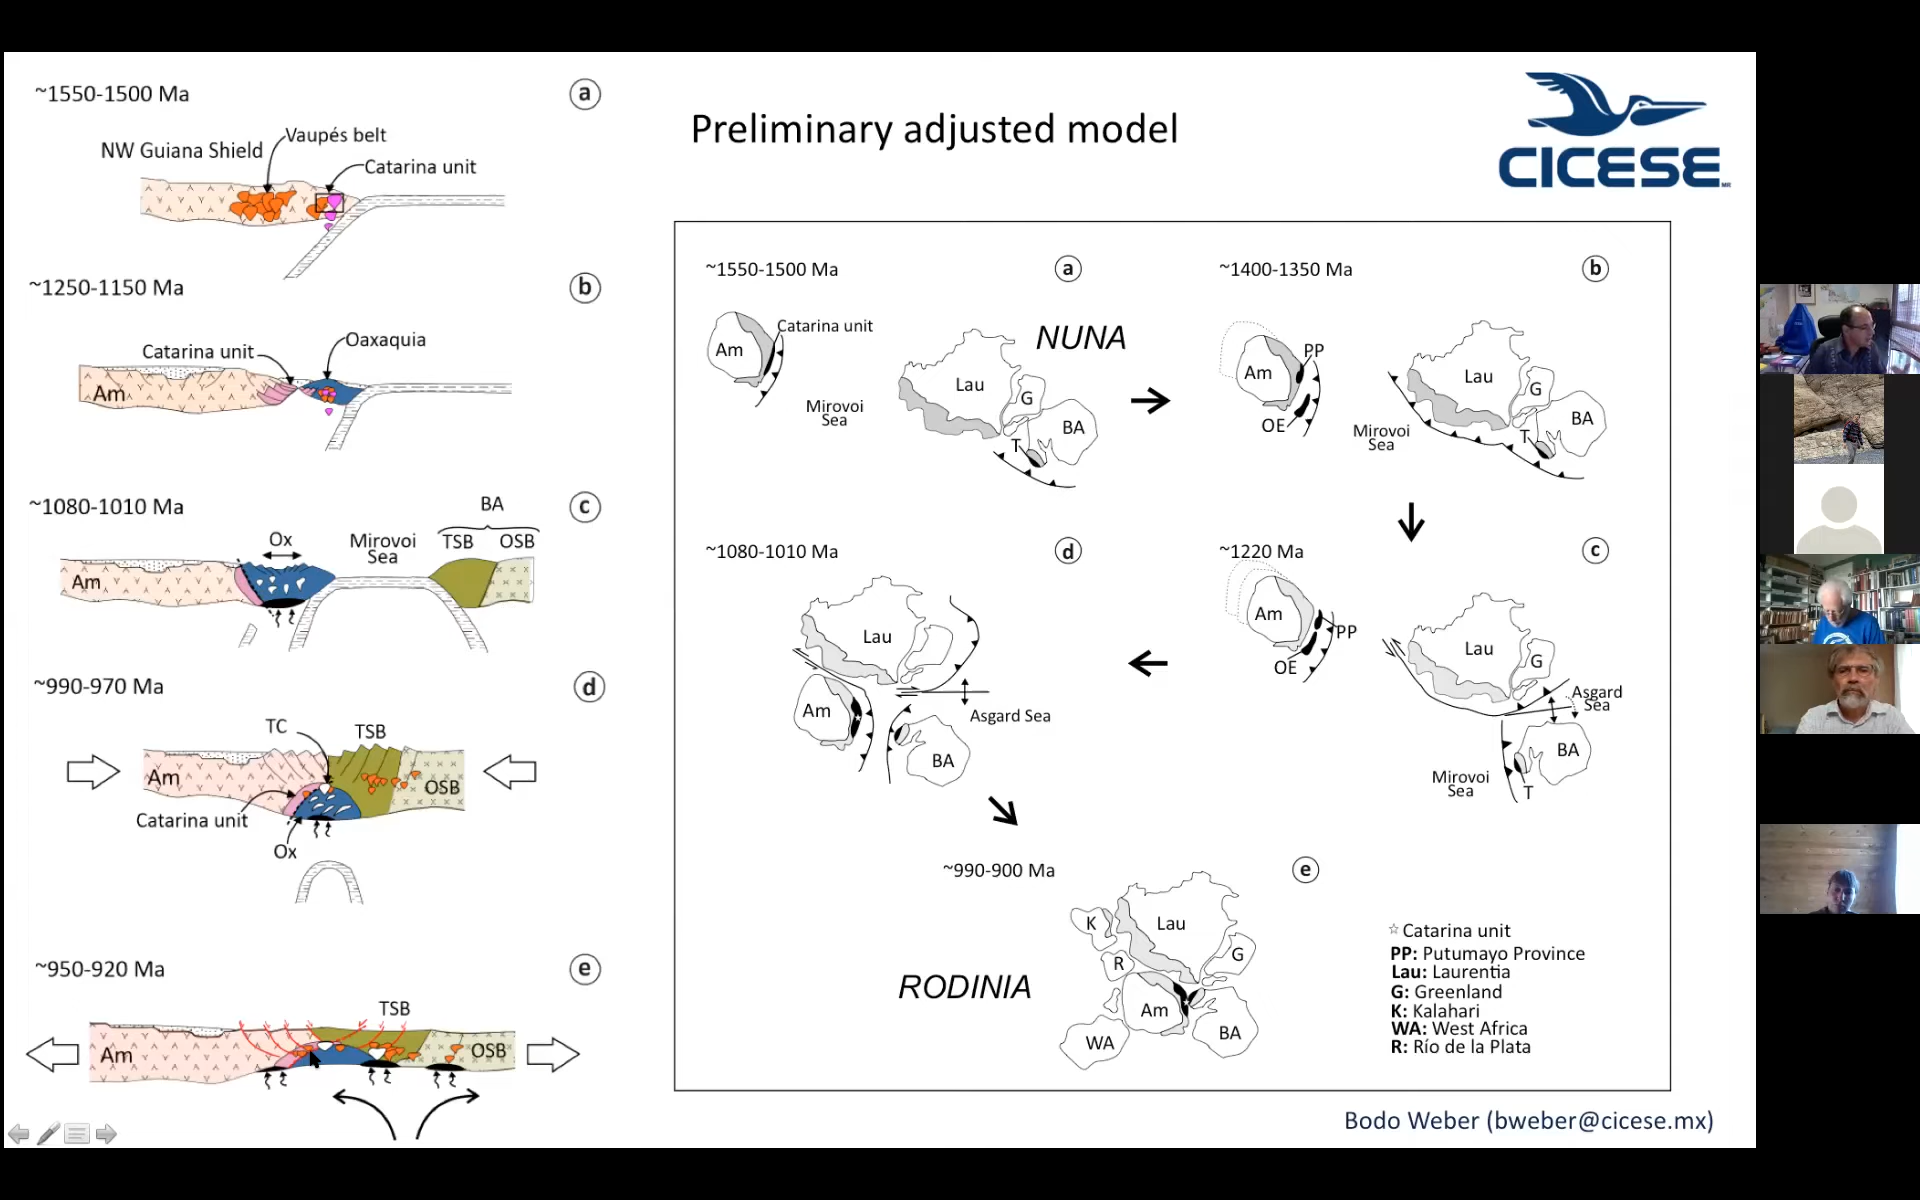 Preliminary adjusted model
CICESE
~1550-1500 Ma
a
Vaupés belt
NW Guiana Shield
Catarina unit
~1250-1150 Ma
b
Oaxaquia
Catarina unit
Am
~1080-1010 Ma
c
BA
Ox
Mirovoi
Sea
TSB
OSB
Am
~990-970 Ma
d
TC
TSB
Am
OSB
Catarina unit
Ox
~950-920 Ma
e
TSB
Am
OSB
~1550-1500 Ma
a
Catarina unit
NUNA
Am
Lau
G
Mirovoi
Sea
BA
T
~1400-1350 Ma
b
PP
Am
Lau
G
OE
Mirovoi
Sea
BA
T
~1080-1010 Ma
d
Lau
Am
Asgard Sea
BA
~1220 Ma
c
Am
PP
OE
Lau
G
Asgard
Sea
BA
Mirovoi
Sea
T
~990-900 Ma
e
K
Lau
R
G
RODINIA
Am
WA
BA
☆ Catarina unit
PP: Putumayo Province
Lau: Laurentia
G: Greenland
K: Kalahari
WA: West Africa
R: Río de la Plata
Bodo Weber (bweber@cicese.mx)